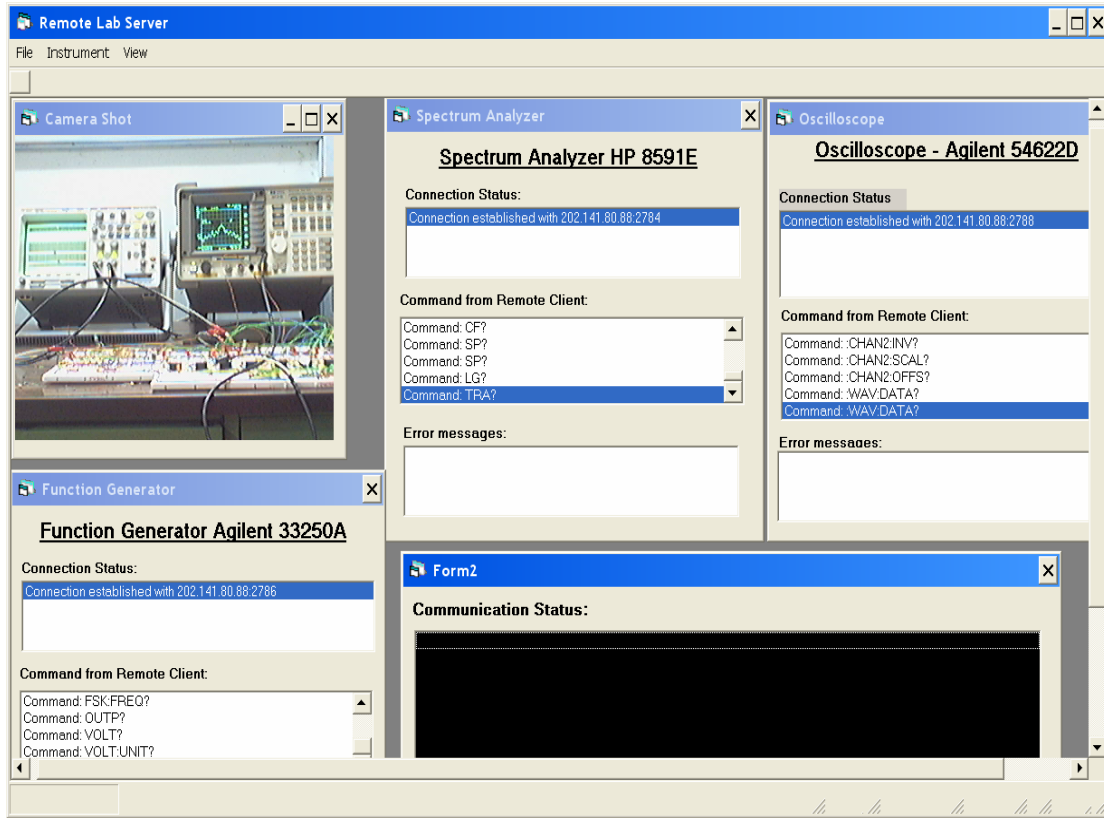 Remote Lab Server
File Instrument View
Camera Shot
Spectrum Analyzer
Spectrum Analyzer HP 8591E
Connection Status:
Connection established with 202.141.80.88:2784
Command from Remote Client:
Command: CF?
Command: SP?
Command: SP?
Command: LG?
Command: TRA?
Error messages:
Oscilloscope
Oscilloscope - Agilent 54622D
Connection Status
Connection established with 202.141.80.88:2788
Command from Remote Client:
Command: :CHAN2:INV?
Command: :CHAN2:SCAL?
Command: :CHAN2:OFFS?
Command: :WAV:DATA?
Command: :WAV:DATA?
Error messages:
Function Generator
Function Generator Agilent 33250A
Connection Status:
Connection established with 202.141.80.88:2786
Command from Remote Client:
Command: FSK:FREQ?
Command: OUTP?
Command: VOLT?
Command: VOLT:UNIT?
Form2
Communication Status: